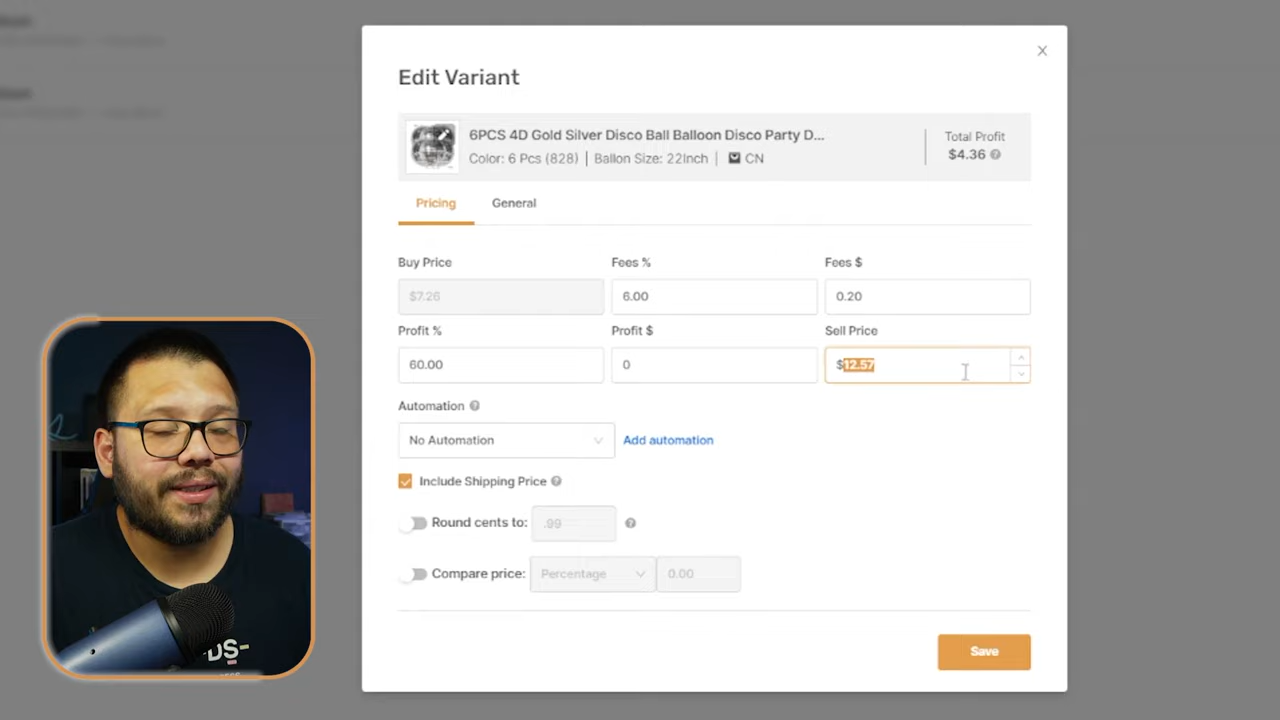 Edit Variant
6PCS 4D Gold Silver Disco Ball Balloon Disco Party D...
Color: 6 Pcs (828) | Ballon Size: 22Inch | CN
Total Profit
$4.36
Pricing
General
Buy Price
Fees %
Fees $
$7.26
6.00
0.20
Profit %
Profit $
Sell Price
60.00
0
$12.57
Automation
No Automation
Add automation
Include Shipping Price
Round cents to:
.99
Compare price:
Percentage
0.00
Save
DS